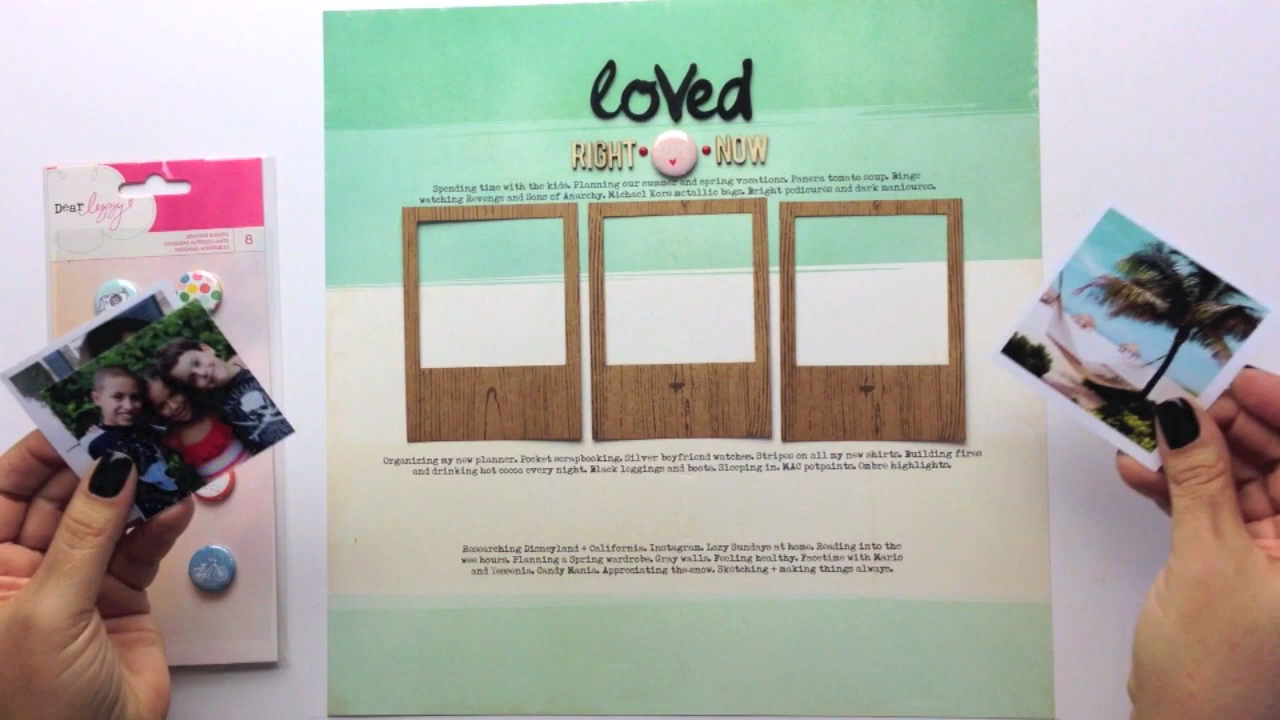 loved
RIGHT NOW
Spending time with the kids. Planning our summer and spring vacations. Panera tomato soup. Binge
watching Revenge and Sons of Anarchy. Michael Kors metallic bags. Bright pedicures and dark manicures.
Organizing my new planner. Pocket scrapbooking. Silver boyfriend watches. Stripes on all my new shirts. Building fires
and drinking hot cocoa every night. Black leggings and boots. Sleeping in. MAC potpaints. Ombre highlights.
Researching Disneyland + California. Instagram. Lazy Sundays at home. Reading into the
wee hours. Planning a Spring wardrobe. Gray walls. Feeling healthy. Facetime with Mario
and Yessenia. Candy Mania. Appreciating the snow. Sketching + making things always.
Dear Lizzy
8